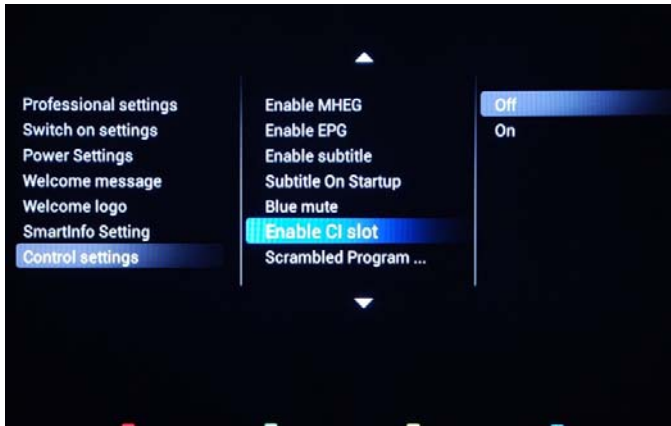 Professional settings
Switch on settings
Power Settings
Welcome message
Welcome logo
SmartInfo Setting
Control settings
Enable MHEG
Enable EPG
Enable subtitle
Subtitle On Startup
Blue mute
Enable CI slot
Scrambled Program ...
Off
On